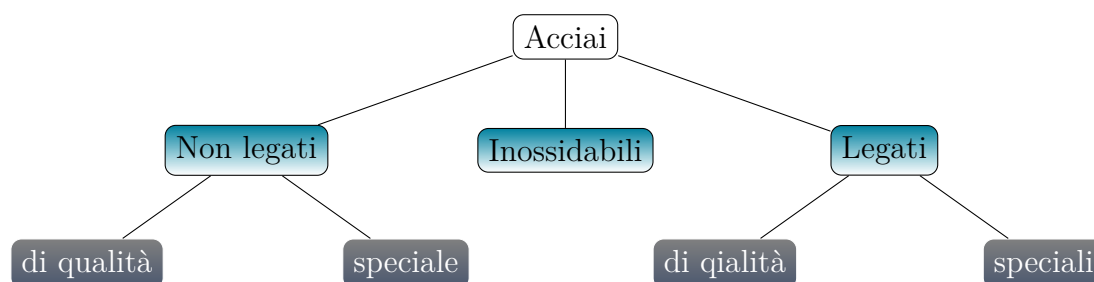 Acciai
Non legati
Inossidabili
Legati
di qualità
speciale
di qialità
speciali